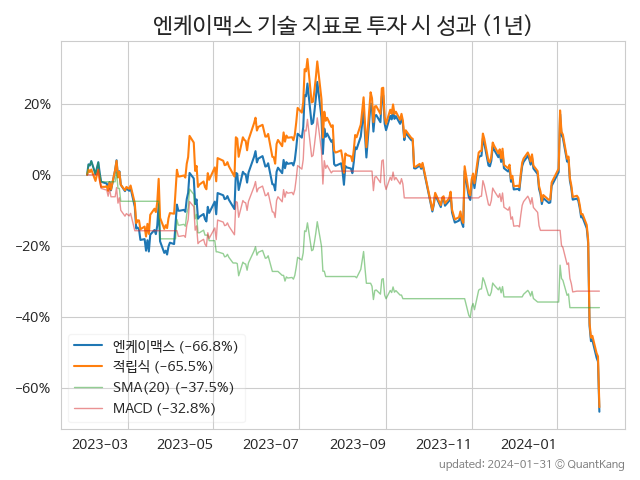 엔케이맥스 기술 지표로 투자 시 성과 (1년)
20%
0%
−20%
−40%
−60%
엔케이맥스 (−66.8%)
적립식 (−65.5%)
SMA(20) (−37.5%)
MACD (−32.8%)
2023-03 2023-05 2023-07 2023-09 2023-11 2024-01
updated: 2024-01-31 © QuantKang